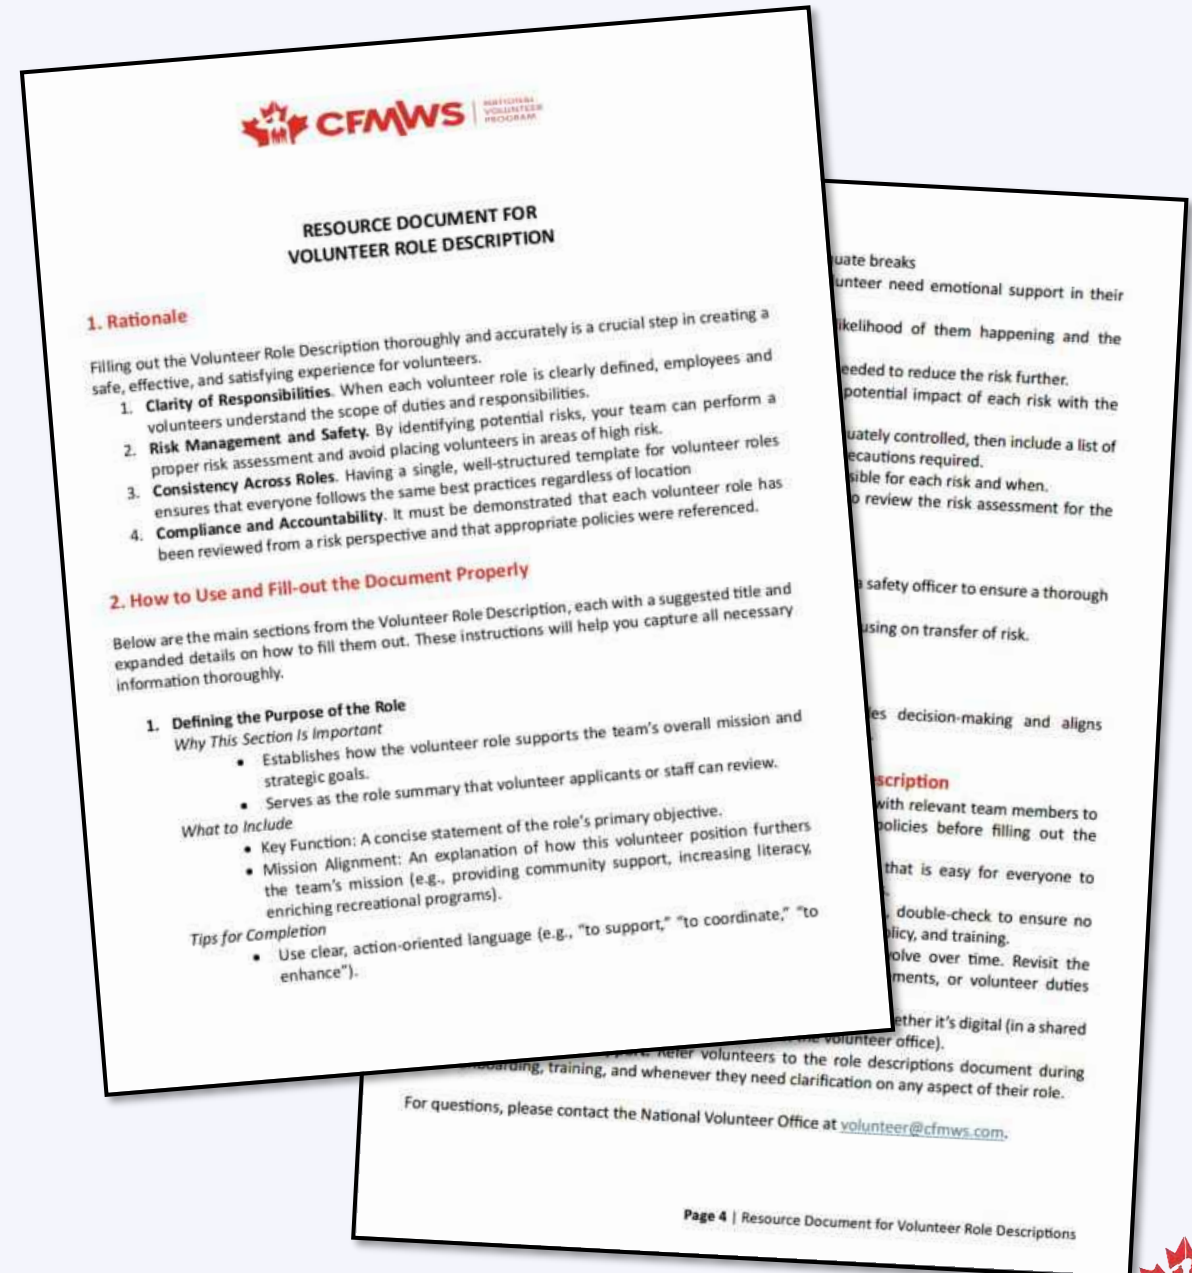 CFMWS
NATIONAL
VOLUNTEER
PROGRAM
RESOURCE DOCUMENT FOR
VOLUNTEER ROLE DESCRIPTION
1. Rationale
Filling out the Volunteer Role Description thoroughly and accurately is a crucial step in creating a
safe, effective, and satisfying experience for volunteers.
1. Clarity of Responsibilities. When each volunteer role is clearly defined, employees and
volunteers understand the scope of duties and responsibilities.
2. Risk Management and Safety. By identifying potential risks, your team can perform a
proper risk assessment and avoid placing volunteers in areas of high risk.
3. Consistency Across Roles. Having a single, well-structured template for volunteer roles
ensures that everyone follows the same best practices regardless of location
4. Compliance and Accountability. It must be demonstrated that each volunteer role has
been reviewed from a risk perspective and that appropriate policies were referenced.
2. How to Use and Fill-out the Document Properly
Below are the main sections from the Volunteer Role Description, each with a suggested title and
expanded details on how to fill them out. These instructions will help you capture all necessary
information thoroughly.
1. Defining the Purpose of the Role
Why This Section Is Important
• Establishes how the volunteer role supports the team's overall mission and
strategic goals.
• Serves as the role summary that volunteer applicants or staff can review.
What to Include
• Key Function: A concise statement of the role's primary objective.
• Mission Alignment: An explanation of how this volunteer position furthers
the team's mission (e.g., providing community support, increasing literacy,
enriching recreational programs).
Tips for Completion
• Use clear, action-oriented language (e.g., "to support," "to coordinate," "to
enhance").
uate breaks
unteer need emotional support in their
ikelihood of them happening and the
eeded to reduce the risk further.
potential impact of each risk with the
uately controlled, then include a list of
ecautions required.
sible for each risk and when.
o review the risk assessment for the
a safety officer to ensure a thorough
using on transfer of risk.
les decision-making and aligns
scription
with relevant team members to
policies before filling out the
that is easy for everyone to
, double-check to ensure no
licy, and training.
olve over time. Revisit the
ments, or volunteer duties
ether it's digital (in a shared
volunteer office).
Refer volunteers to the role descriptions document during
training, and whenever they need clarification on any aspect of their role.
For questions, please contact the National Volunteer Office at volunteer@cfmws.com.
Page 4 | Resource Document for Volunteer Role Descriptions